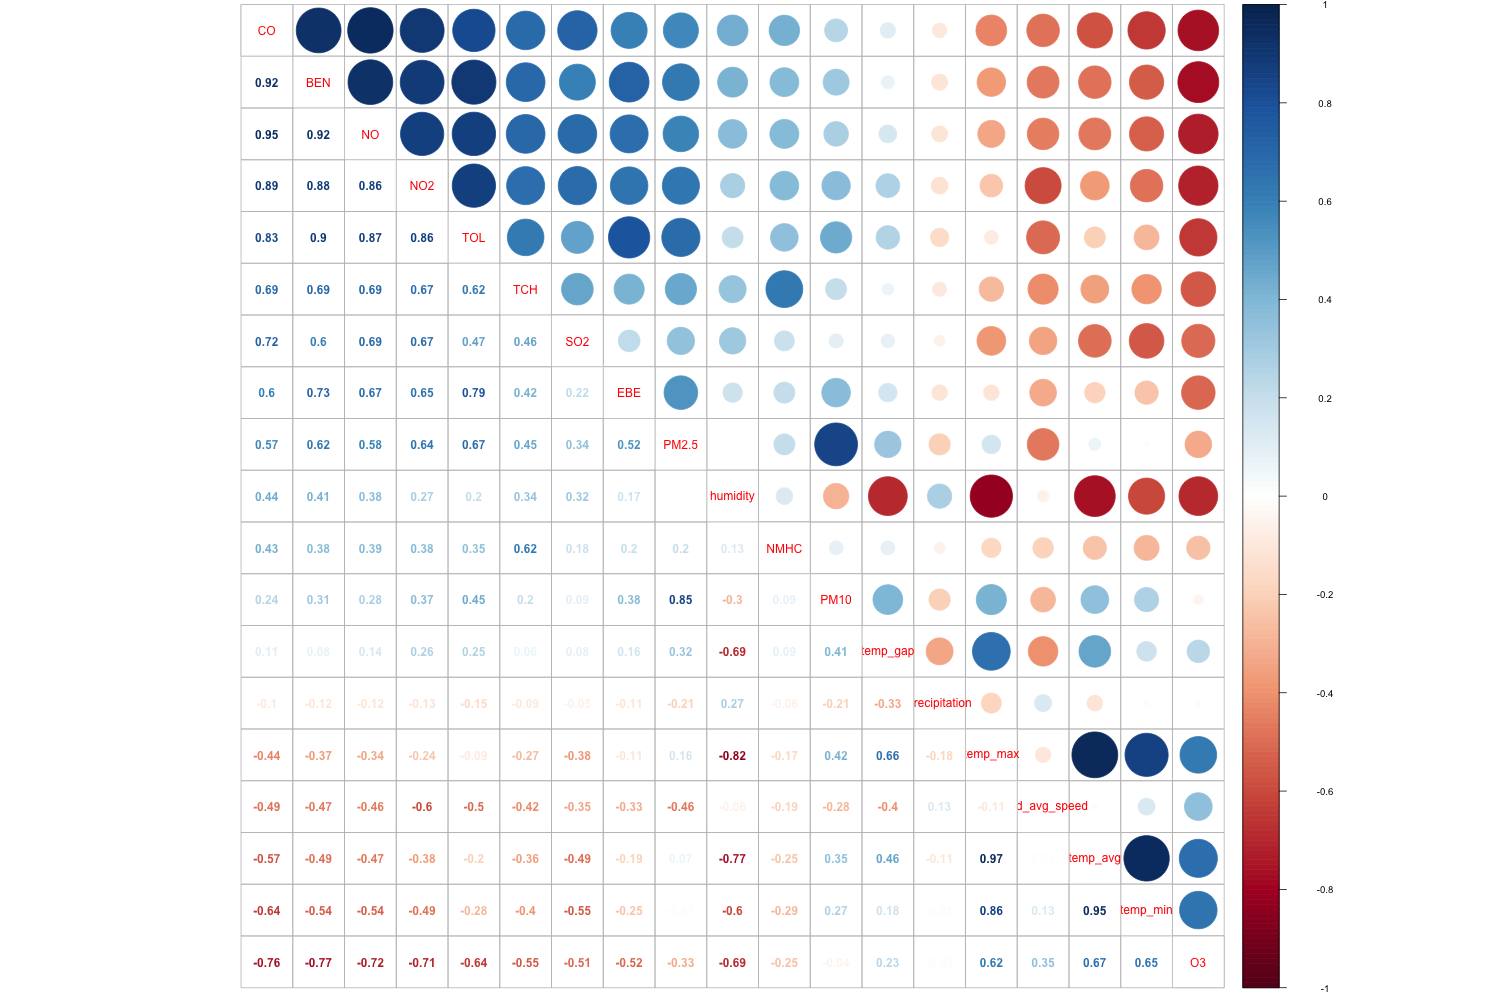 CO 1
0.92 BEN 0.8
0.95 0.92 NO
0.89 0.88 0.86 NO2 0.6
0.83 0.9 0.87 0.86 TOL
0.69 0.69 0.69 0.67 0.62 TCH 0.4
0.72 0.6 0.69 0.67 0.47 0.46 SO2
0.6 0.73 0.67 0.65 0.79 0.42 0.22 EBE 0.2
0.57 0.62 0.58 0.64 0.67 0.45 0.34 0.52 PM2.5
0.44 0.41 0.38 0.27 0.2 0.34 0.32 0.17 humidity 0
0.43 0.38 0.39 0.38 0.35 0.62 0.18 0.2 0.2 0.13 NMHC
0.24 0.31 0.28 0.37 0.45 0.2 0.09 0.38 0.85 -0.3 0.09 PM10 -0.2
0.11 0.08 0.14 0.26 0.25 0.06 0.08 0.16 0.32 -0.69 0.09 0.41 temp_gap
-0.1 -0.12 -0.12 -0.13 -0.15 -0.09 -0.05 -0.11 -0.21 0.27 -0.06 -0.21 -0.33 recipitation -0.4
-0.44 -0.37 -0.34 -0.24 -0.09 -0.27 -0.38 -0.11 0.16 -0.82 -0.17 0.42 0.66 -0.18 emp_max
-0.49 -0.47 -0.46 -0.6 -0.5 -0.42 -0.35 -0.33 -0.46 -0.06 -0.19 -0.28 -0.4 0.13 -0.11 d_avg_speed -0.6
-0.57 -0.49 -0.47 -0.38 -0.2 -0.36 -0.49 -0.19 0.07 -0.77 -0.25 0.35 0.46 -0.11 0.97 temp_avg
-0.64 -0.54 -0.54 -0.49 -0.28 -0.4 -0.55 -0.25 -0.6 -0.29 0.27 0.18 0.86 0.13 0.95 temp_min -0.8
-0.76 -0.77 -0.72 -0.71 -0.64 -0.55 -0.51 -0.52 -0.33 -0.69 -0.25 -0.04 0.23 0.62 0.35 0.67 0.65 O3
-1